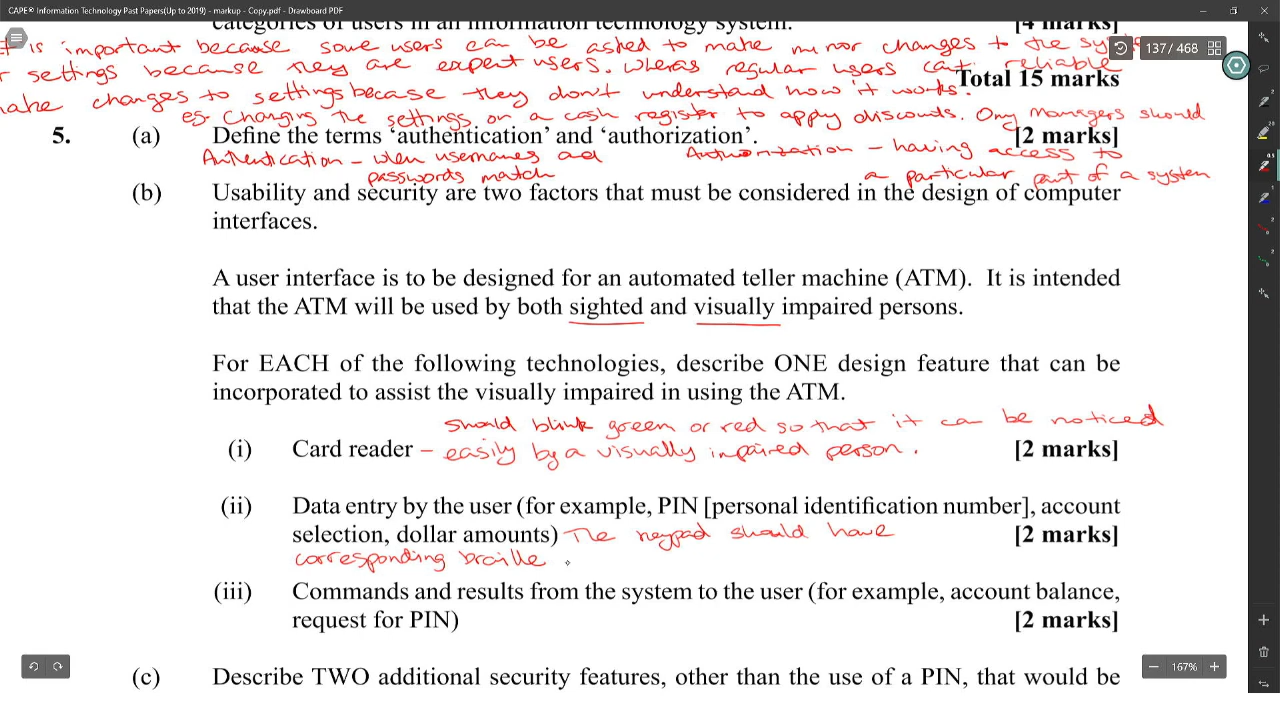 CAPE® Information Technology Past Papers(Up to 2019) - markup - Copy.pdf - Drawboard PDF
categories of users in an information technology system. [4 marks]
is important because some users can be asked to make minor changes to the
137 / 468
settings because they are expert users. Wheras regular users can't reliable
Total 15 marks
make changes to settings because they don't understand how it works.
eg. Changing the settings on a cash register to apply discounts. Only managers should
5. (a) Define the terms ‘authentication’ and ‘authorization’. [2 marks]
Authentication – when usernames and passwords match
Authorization – having access to a particular part of a system
(b) Usability and security are two factors that must be considered in the design of computer
interfaces.
A user interface is to be designed for an automated teller machine (ATM). It is intended
that the ATM will be used by both sighted and visually impaired persons.
For EACH of the following technologies, describe ONE design feature that can be
incorporated to assist the visually impaired in using the ATM.
should blink green or red so that it can be noticed
(i) Card reader – easily by a visually impaired person. [2 marks]
(ii) Data entry by the user (for example, PIN [personal identification number], account
selection, dollar amounts) The keypad should have [2 marks]
corresponding braille
(iii) Commands and results from the system to the user (for example, account balance,
request for PIN) [2 marks]
167%
(c) Describe TWO additional security features, other than the use of a PIN, that would be